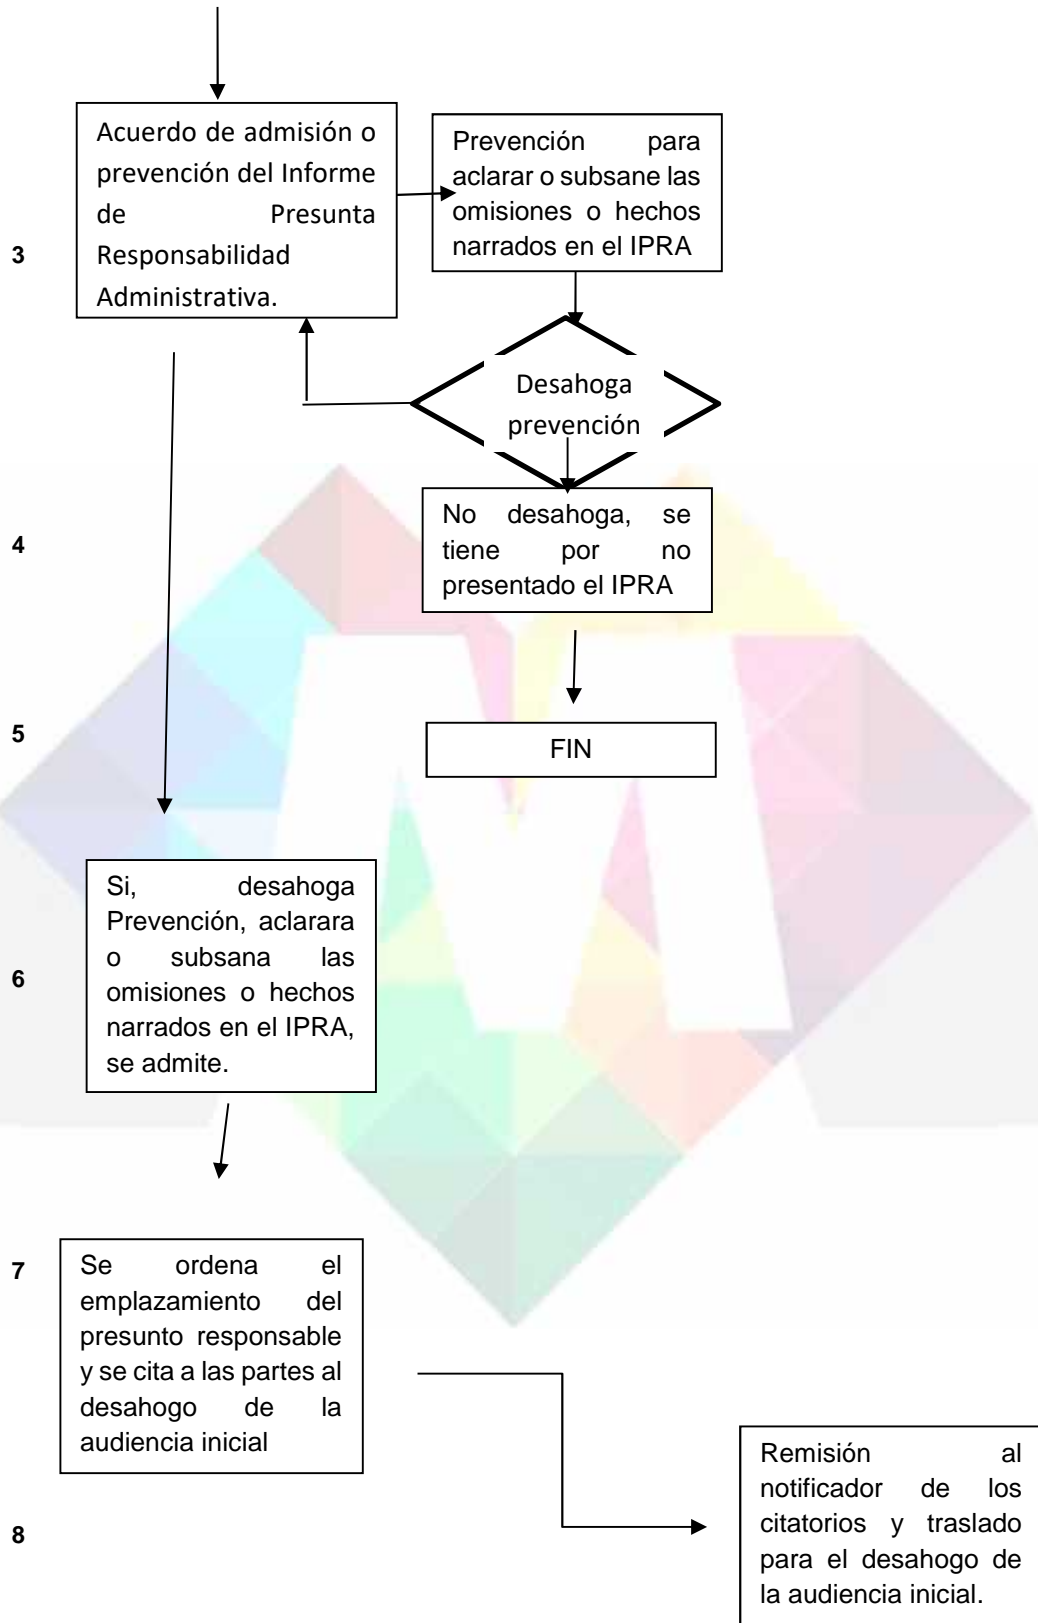 Acuerdo de admisión o
prevención del Informe
de Presunta
Responsabilidad
Administrativa.
Prevención para
aclarar o subsane las
omisiones o hechos
narrados en el IPRA
3
Desahoga
prevención
4
No desahoga, se
tiene por no
presentado el IPRA
5
FIN
Si, desahoga
Prevención, aclarara
o subsana las
omisiones o hechos
narrados en el IPRA,
se admite.
6
7
Se ordena el
emplazamiento del
presunto responsable
y se cita a las partes al
desahogo de la
audiencia inicial
8
Remisión al
notificador de los
citatorios y traslado
para el desahogo de
la audiencia inicial.